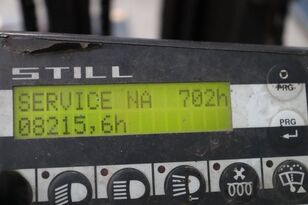 STILL
PRG
SERVICE NA 702h
08215,6h
PRG